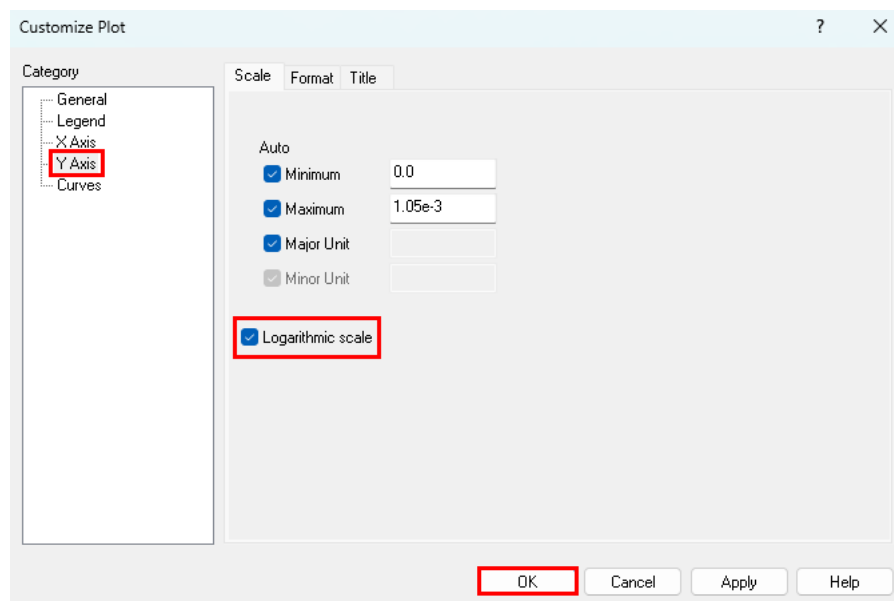 Customize Plot ?
Category
General
Legend
X Axis
Y Axis
Curves
Scale Format Title
Auto
Minimum 0.0
Maximum 1.05e-3
Major Unit
Minor Unit
Logarithmic scale
OK Cancel Apply Help